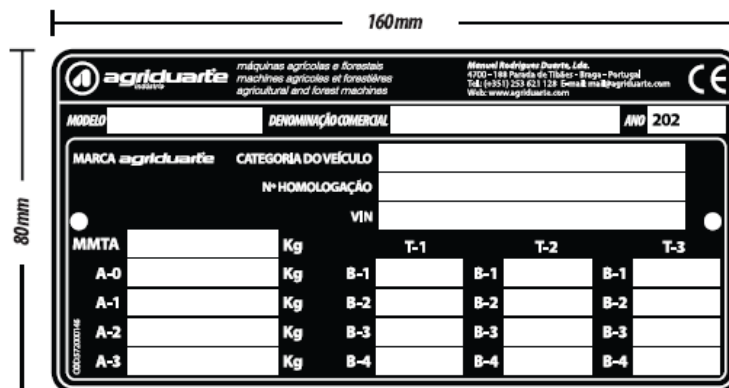 160mm
80mm
agriduarte
indústria
máquinas agrícolas e florestais
machines agricoles et forestières
agricultural and forest machines
Manuel Rodrigues Duarte, Lda.
4700 – 188 Parada de Tibães - Braga – Portugal
Tel: (+351) 253 621 128 E-mail: mail@agriduarte.com
Web: www.agriduarte.com
CE
MODELO DENOMINAÇÃO COMERCIAL ANO 202
MARCA agriduarte CATEGORIA DO VEÍCULO
Nº HOMOLOGAÇÃO
VIN
MMTA Kg T-1 T-2 T-3
A-0 Kg B-1 B-1 B-1
A-1 Kg B-2 B-2 B-2
A-2 Kg B-3 B-3 B-3
A-3 Kg B-4 B-4 B-4